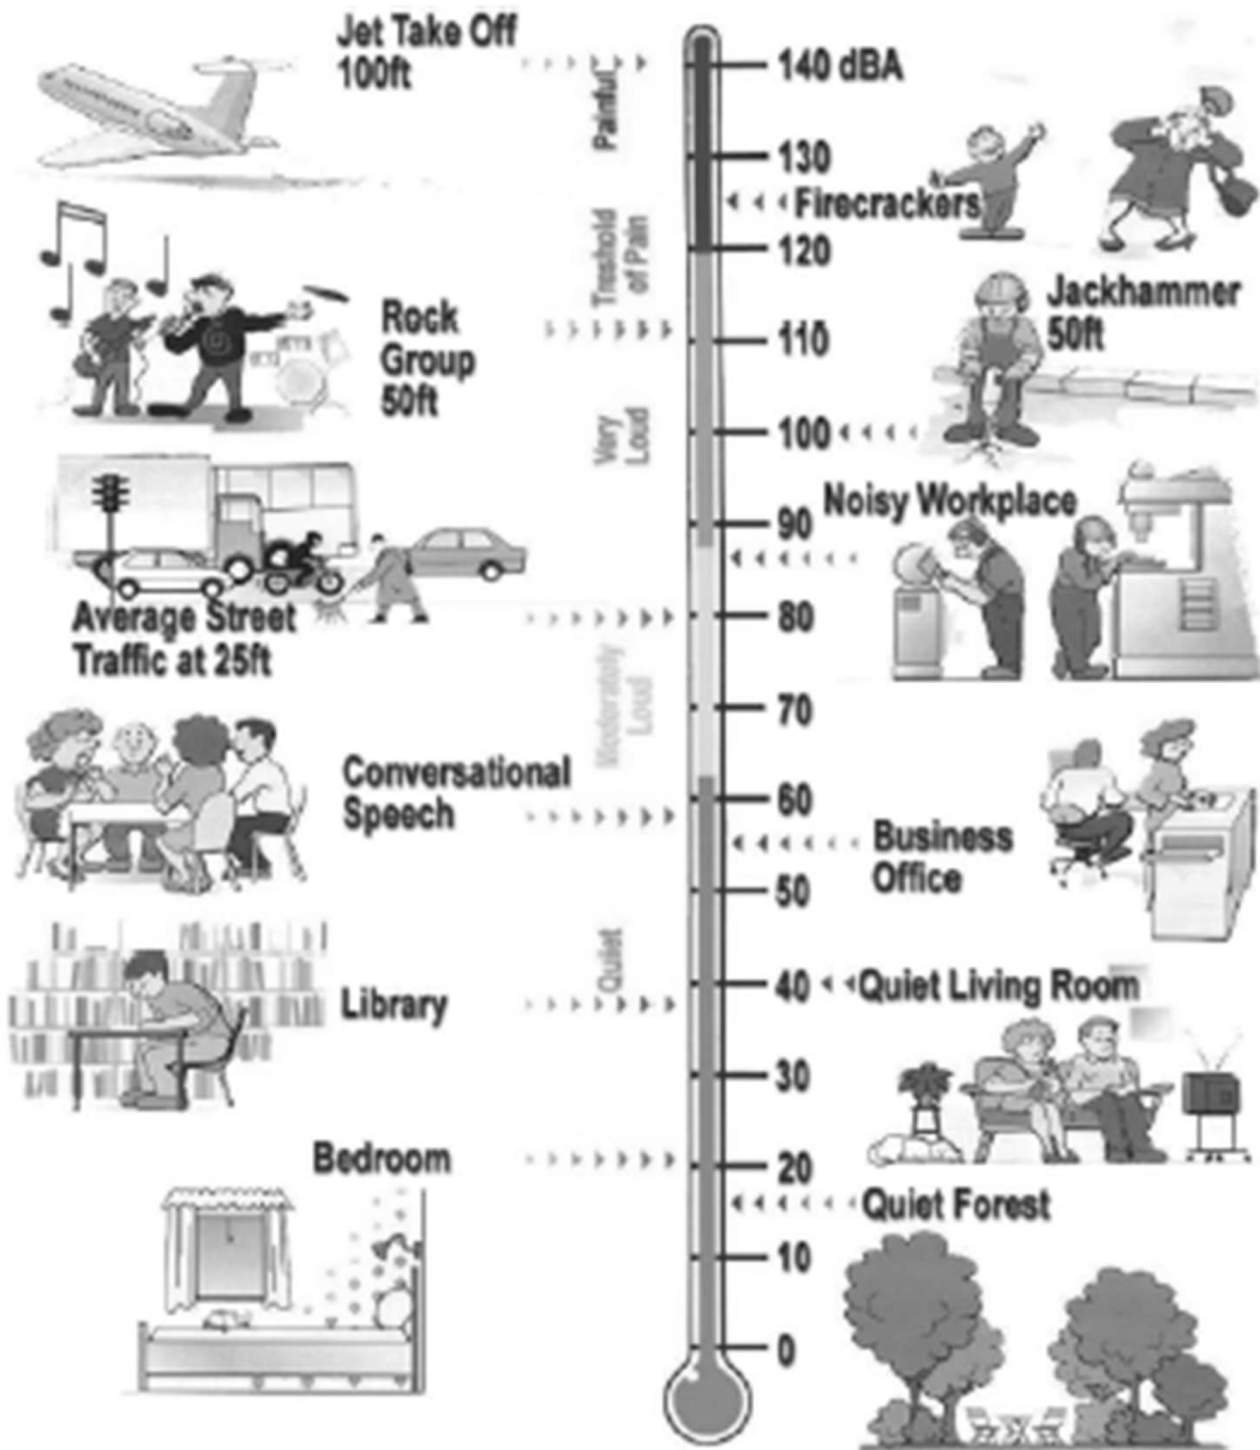 Jet Take Off
100ft
140 dBA
Painful
130
Firecrackers
Treshold
of Pain
120
Jackhammer
50ft
Rock
Group
50ft
110
Very
Loud
100
Noisy Workplace
90
Average Street
Traffic at 25ft
80
Moderately
Loud
70
Conversational
Speech
60
Business
Office
50
Quiet
40
Quiet Living Room
Library
30
Bedroom
20
Quiet Forest
10
0